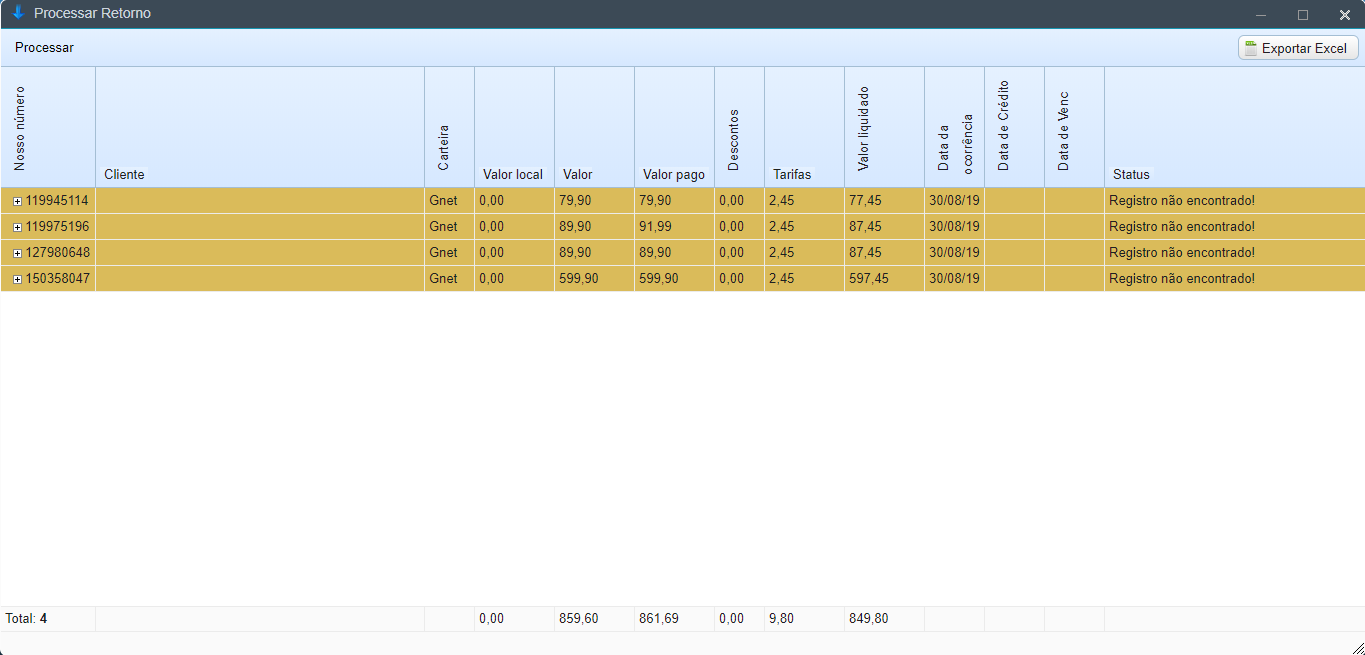 Processar Retorno
Processar
Exportar Excel
Nosso número
Cliente
Carteira
Valor local
Valor
Valor pago
Descontos
Tarifas
Valor liquidado
Data da
ocorrência
Data de Crédito
Data de Venc
Status
119945114 Gnet 0,00 79,90 79,90 0,00 2,45 77,45 30/08/19 Registro não encontrado!
119975196 Gnet 0,00 89,90 91,99 0,00 2,45 87,45 30/08/19 Registro não encontrado!
127980648 Gnet 0,00 89,90 89,90 0,00 2,45 87,45 30/08/19 Registro não encontrado!
150358047 Gnet 0,00 599,90 599,90 0,00 2,45 597,45 30/08/19 Registro não encontrado!
Total: 4 0,00 859,60 861,69 0,00 9,80 849,80